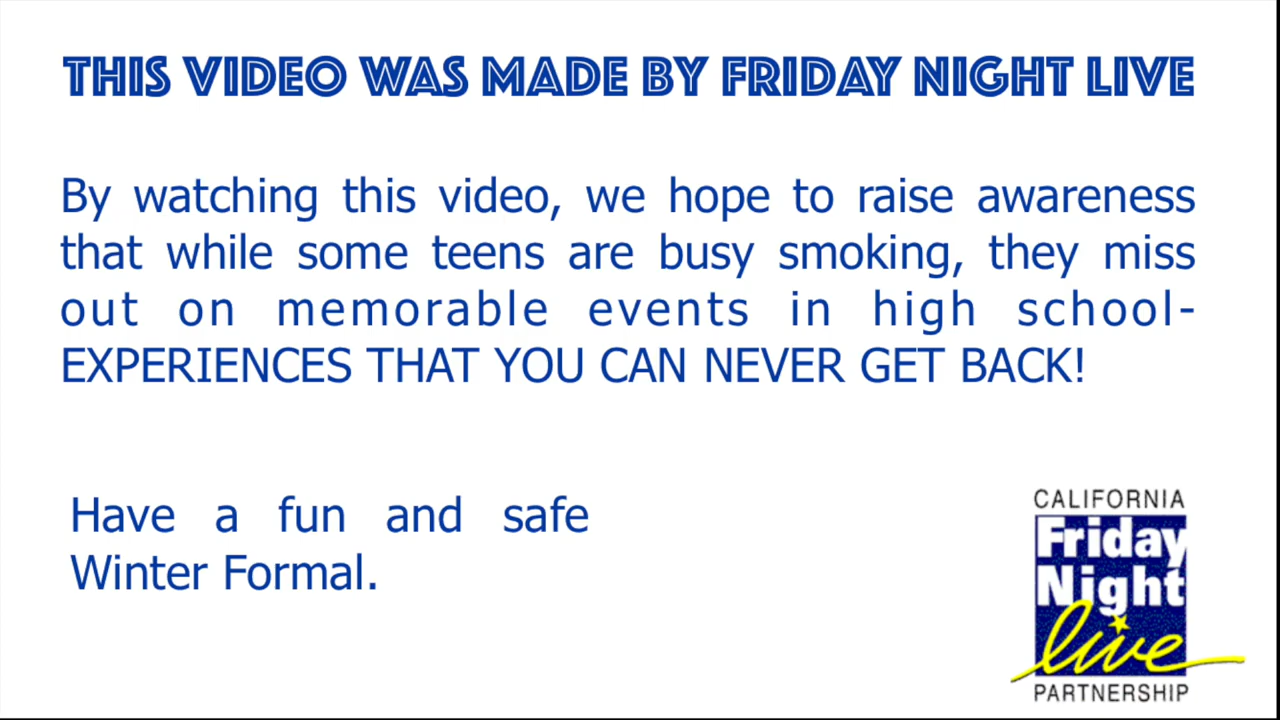 THIS VIDEO WAS MADE BY FRIDAY NIGHT LIVE
By watching this video, we hope to raise awareness
that while some teens are busy smoking, they miss
out on memorable events in high school-
EXPERIENCES THAT YOU CAN NEVER GET BACK!
Have a fun and safe
Winter Formal.
CALIFORNIA
Friday
Night
live
PARTNERSHIP